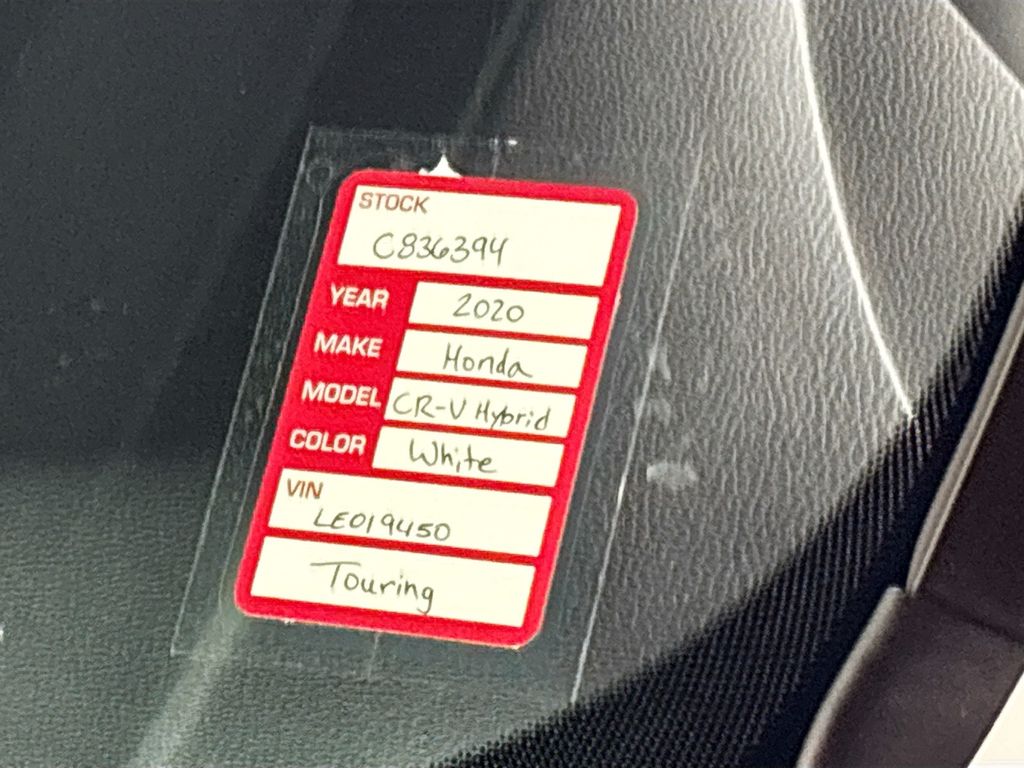 STOCK
C836394
YEAR 2020
MAKE Honda
MODEL CR-V Hybrid
COLOR White
VIN
LE019450
Touring